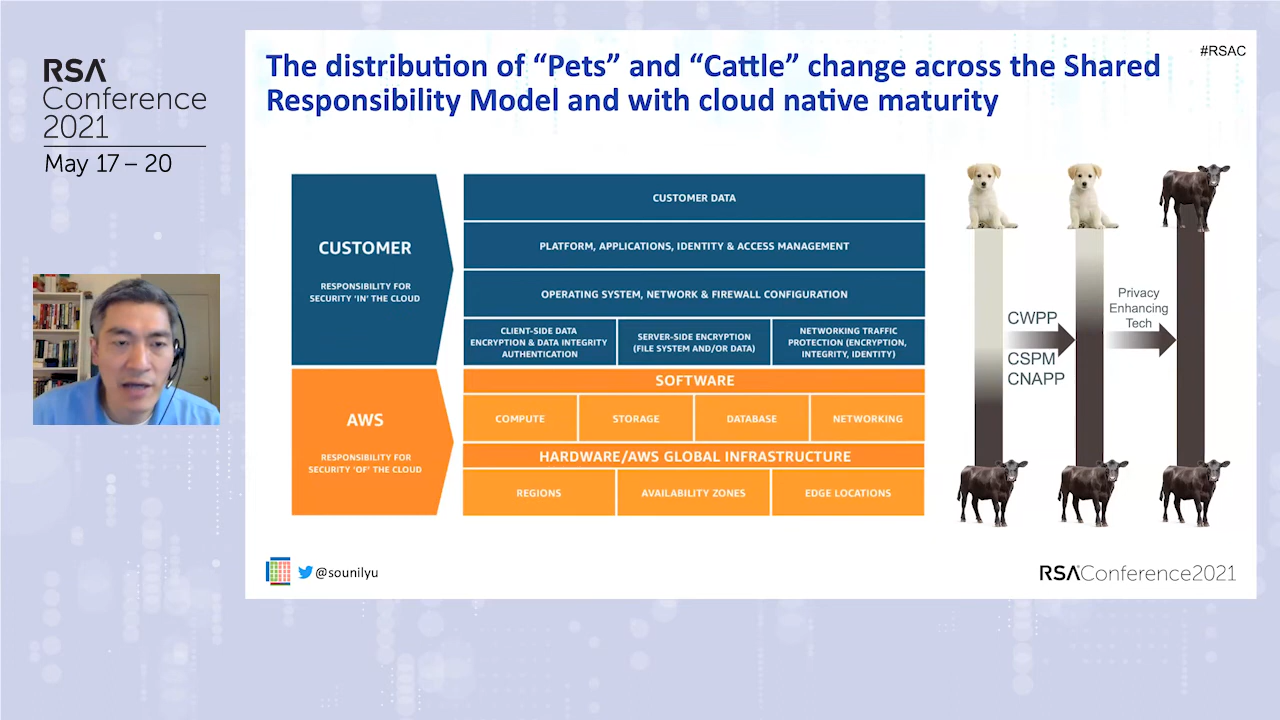 RSA
Conference
2021
May 17 – 20
#RSAC
The distribution of “Pets” and “Cattle” change across the Shared
Responsibility Model and with cloud native maturity
CUSTOMER
RESPONSIBILITY FOR
SECURITY ‘IN’ THE CLOUD
CUSTOMER DATA
PLATFORM, APPLICATIONS, IDENTITY & ACCESS MANAGEMENT
OPERATING SYSTEM, NETWORK & FIREWALL CONFIGURATION
CLIENT-SIDE DATA
ENCRYPTION & DATA INTEGRITY
AUTHENTICATION
SERVER-SIDE ENCRYPTION
(FILE SYSTEM AND/OR DATA)
NETWORKING TRAFFIC
PROTECTION (ENCRYPTION,
INTEGRITY, IDENTITY)
AWS
RESPONSIBILITY FOR
SECURITY ‘OF’ THE CLOUD
SOFTWARE
COMPUTE
STORAGE
DATABASE
NETWORKING
HARDWARE/AWS GLOBAL INFRASTRUCTURE
REGIONS
AVAILABILITY ZONES
EDGE LOCATIONS
CWPP
CSPM
CNAPP
Privacy
Enhancing
Tech
@sounilyu
RSAConference2021